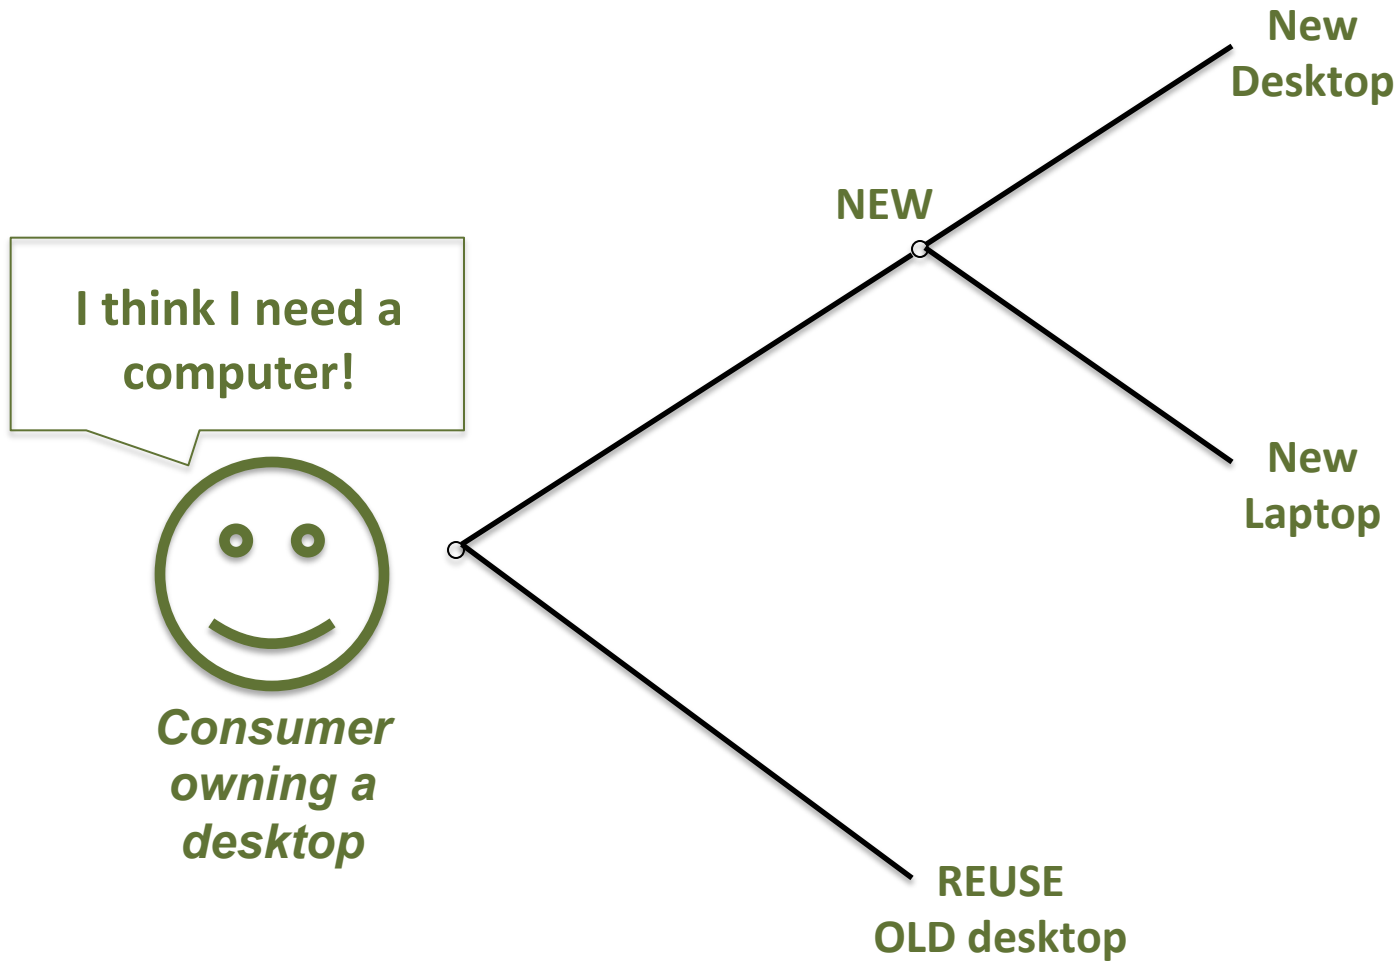 New
Desktop
NEW
I think I need a
computer!
New
Laptop
Consumer
owning a
desktop
REUSE
OLD desktop